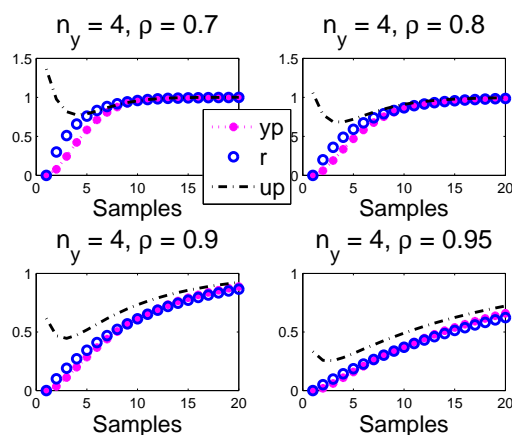 n_y = 4, ρ = 0.7
1.5
1
0.5
0
0 5 10 15 20
Samples
n_y = 4, ρ = 0.8
1.5
1
0.5
0
0 5 10 15 20
Samples
yp
r
up
n_y = 4, ρ = 0.9
1
0.5
0
0 5 10 15 20
Samples
n_y = 4, ρ = 0.95
1
0.5
0
0 5 10 15 20
Samples